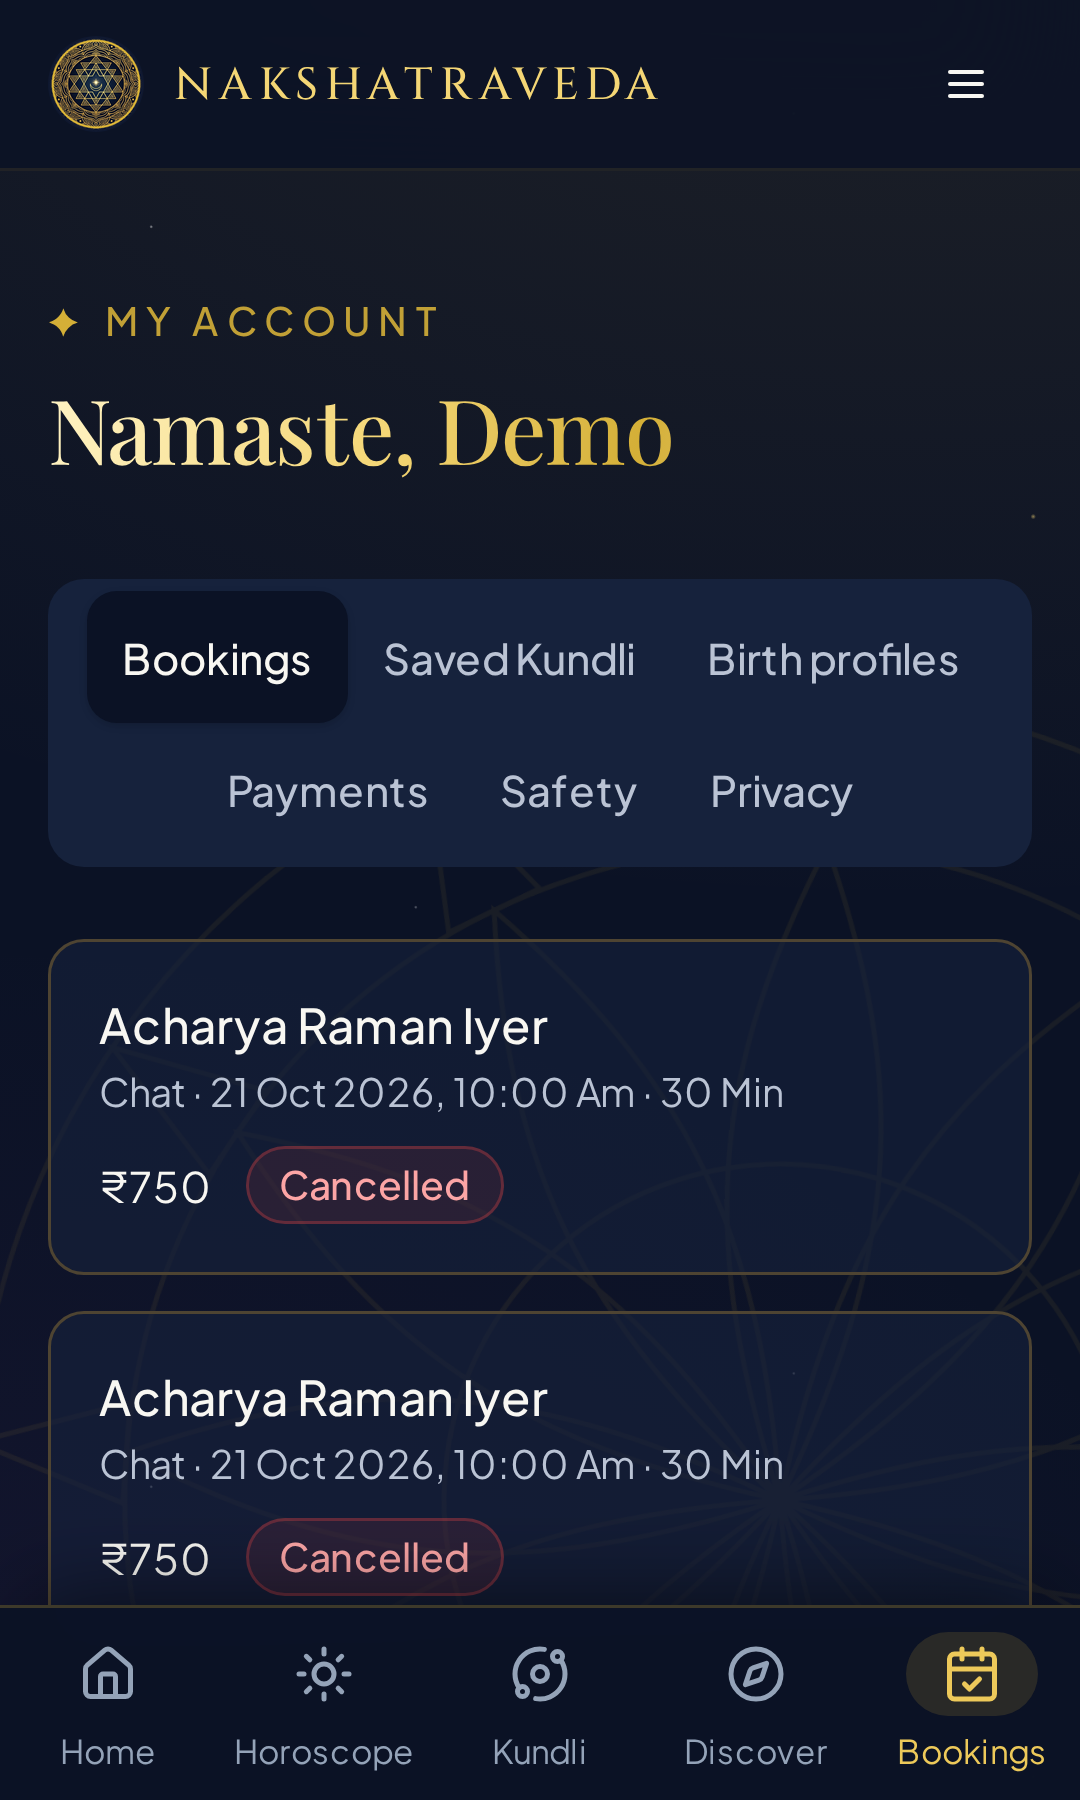 NAKSHATRAVEDA
✦ MY ACCOUNT
Namaste, Demo
Bookings Saved Kundli Birth profiles
Payments Safety Privacy
Acharya Raman Iyer
Chat · 21 Oct 2026, 10:00 Am · 30 Min
₹750 Cancelled
Acharya Raman Iyer
Chat · 21 Oct 2026, 10:00 Am · 30 Min
₹750 Cancelled
Home Horoscope Kundli Discover Bookings